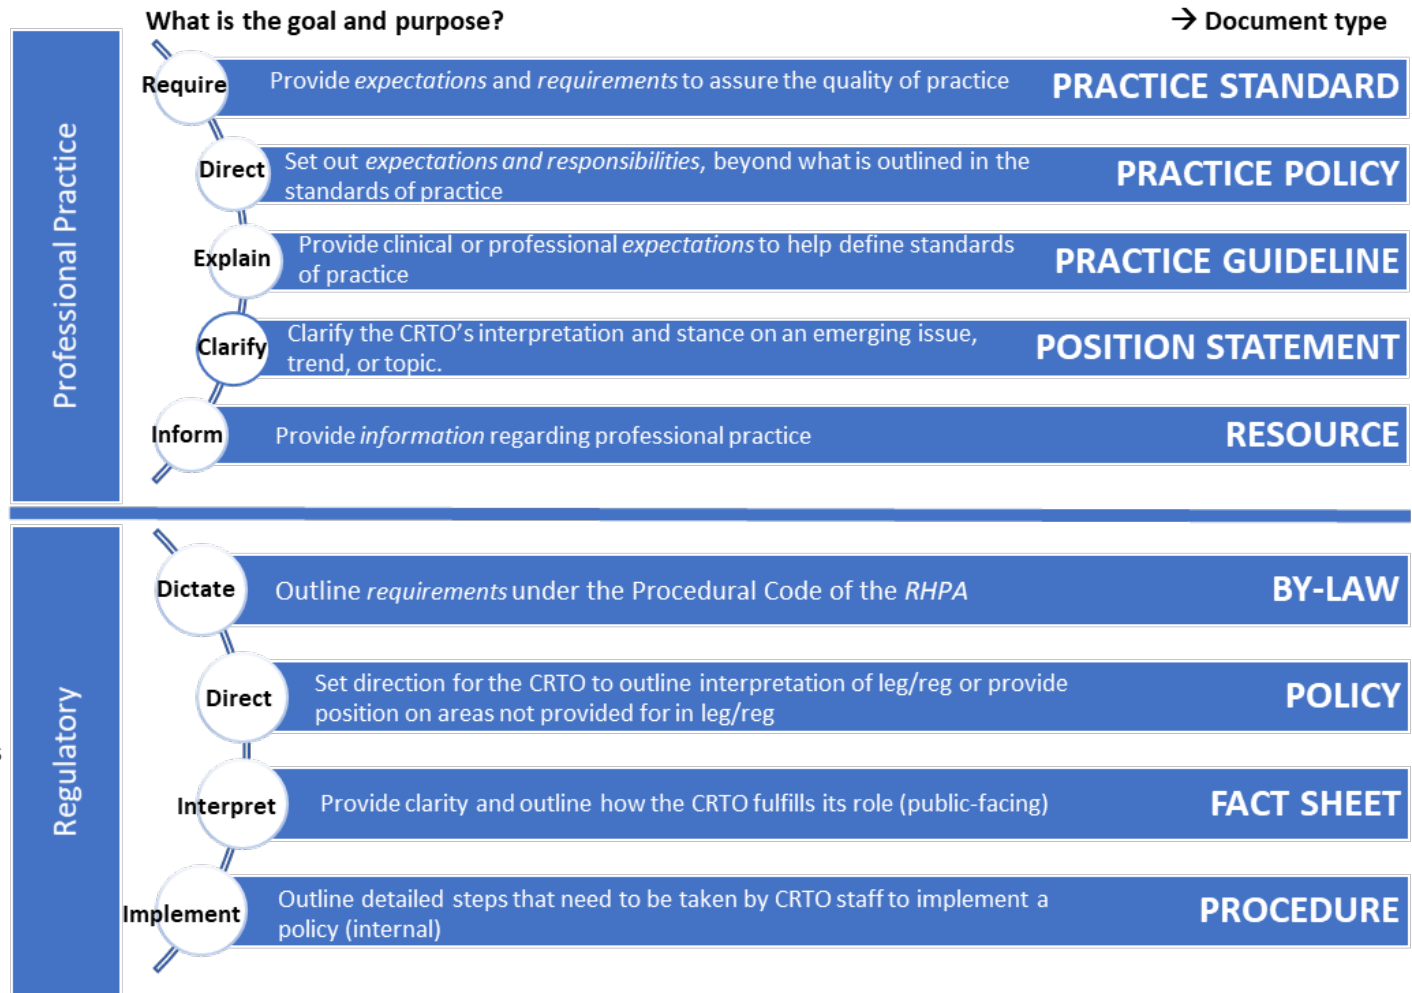 What is the goal and purpose?
→ Document type
Professional Practice
Require
Provide expectations and requirements to assure the quality of practice
PRACTICE STANDARD
Direct
Set out expectations and responsibilities, beyond what is outlined in the
standards of practice
PRACTICE POLICY
Explain
Provide clinical or professional expectations to help define standards
of practice
PRACTICE GUIDELINE
Clarify
Clarify the CRTO’s interpretation and stance on an emerging issue,
trend, or topic.
POSITION STATEMENT
Inform
Provide information regarding professional practice
RESOURCE
Regulatory
Dictate
Outline requirements under the Procedural Code of the RHPA
BY-LAW
Direct
Set direction for the CRTO to outline interpretation of leg/reg or provide
position on areas not provided for in leg/reg
POLICY
Interpret
Provide clarity and outline how the CRTO fulfills its role (public-facing)
FACT SHEET
Implement
Outline detailed steps that need to be taken by CRTO staff to implement a
policy (internal)
PROCEDURE